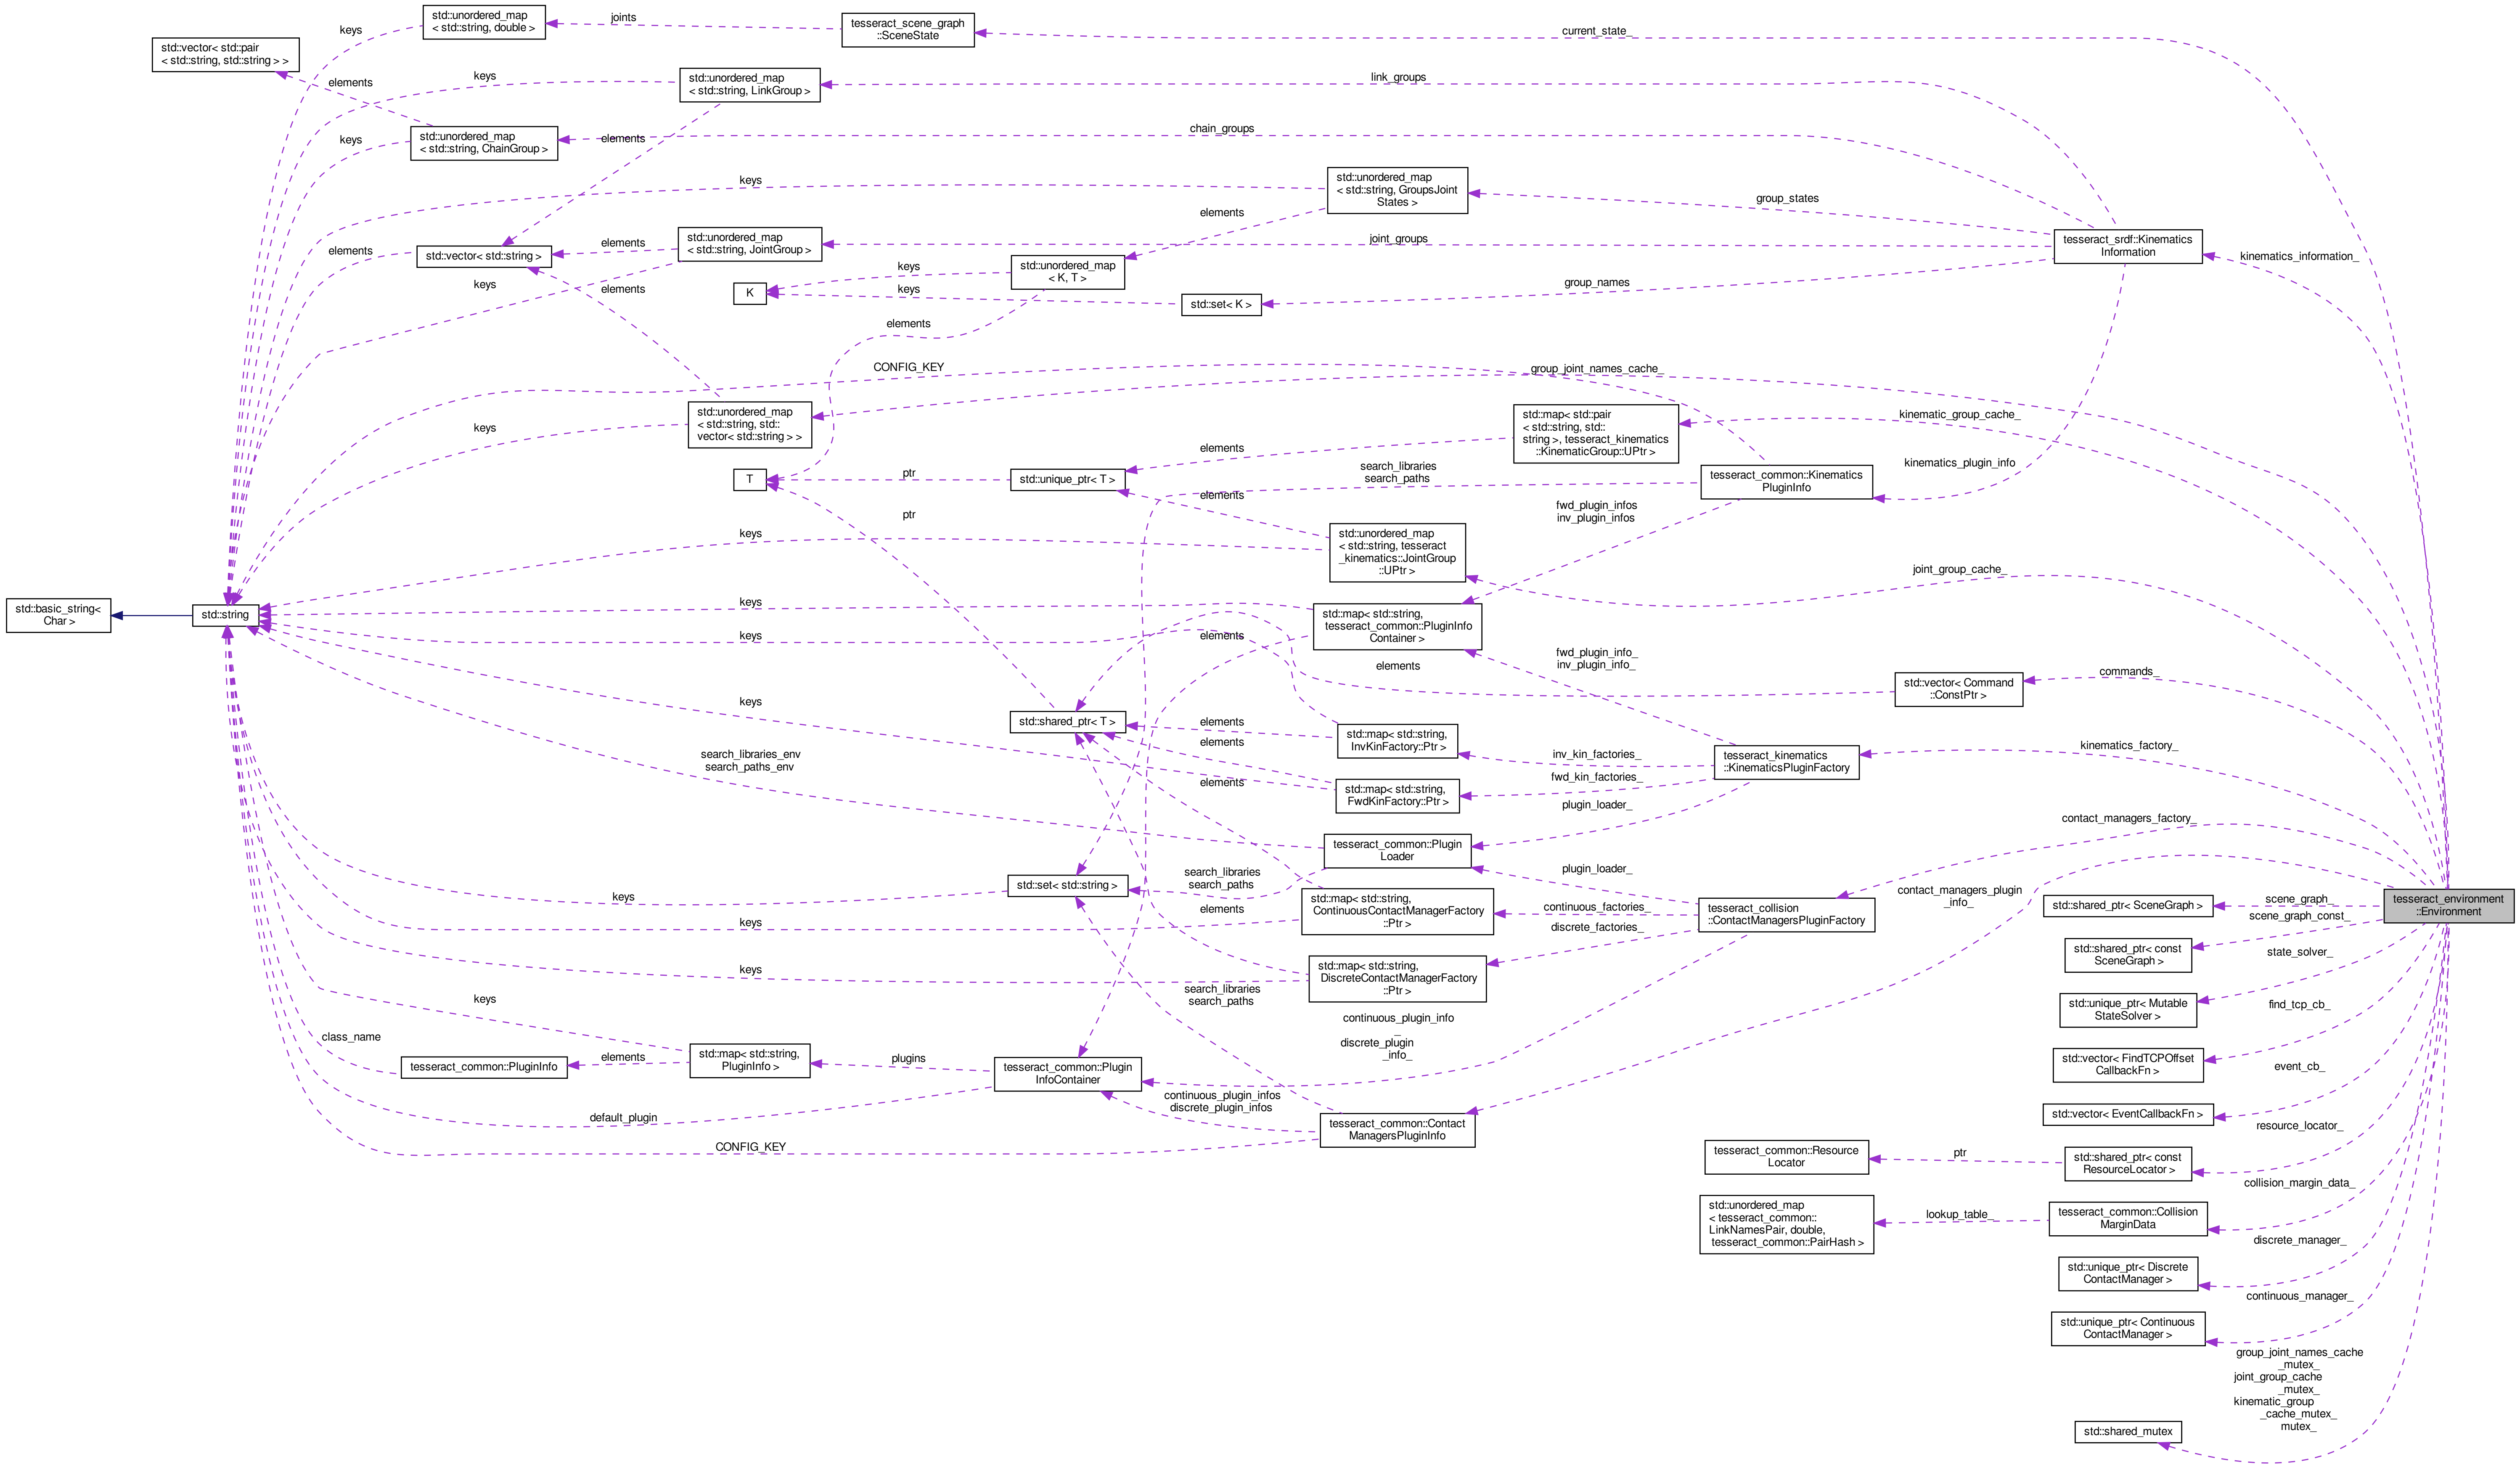 std::unordered_map
< std::string, double >
joints
tesseract_scene_graph
::SceneState
current_state_
keys
std::vector< std::pair
< std::string, std::string > >
elements
keys
std::unordered_map
< std::string, LinkGroup >
link_groups
elements
keys
std::unordered_map
< std::string, ChainGroup >
chain_groups
keys
elements
std::unordered_map
< std::string, GroupsJoint
States >
group_states
elements
std::vector< std::string >
elements
keys
elements
std::unordered_map
< std::string, JointGroup >
joint_groups
tesseract_srdf::Kinematics
Information
kinematics_information_
K
keys
keys
std::unordered_map
< K, T >
std::set< K >
group_names
elements
CONFIG_KEY
group_joint_names_cache_
std::unordered_map
< std::string, std::
vector< std::string > >
keys
std::map< std::pair
< std::string, std::
string >, tesseract_kinematics
::KinematicGroup::UPtr >
kinematic_group_cache_
elements
T
ptr
std::unique_ptr< T >
search_libraries
search_paths
tesseract_common::Kinematics
PluginInfo
kinematics_plugin_info
ptr
elements
fwd_plugin_infos
inv_plugin_infos
keys
std::unordered_map
< std::string, tesseract
_kinematics::JointGroup
::UPtr >
joint_group_cache_
std::basic_string<
Char >
std::string
keys
keys
elements
std::map< std::string,
tesseract_common::PluginInfo
Container >
elements
fwd_plugin_info_
inv_plugin_info_
std::vector< Command
::ConstPtr >
commands_
keys
std::shared_ptr< T >
elements
elements
elements
std::map< std::string,
InvKinFactory::Ptr >
inv_kin_factories_
tesseract_kinematics
::KinematicsPluginFactory
kinematics_factory_
search_libraries_env
search_paths_env
std::map< std::string,
FwdKinFactory::Ptr >
fwd_kin_factories_
plugin_loader_
contact_managers_factory_
tesseract_common::Plugin
Loader
plugin_loader_
std::set< std::string >
keys
search_libraries
search_paths
keys
elements
std::map< std::string,
ContinuousContactManagerFactory
::Ptr >
continuous_factories_
discrete_factories_
tesseract_collision
::ContactManagersPluginFactory
contact_managers_plugin
_info_
tesseract_environment
::Environment
std::shared_ptr< SceneGraph >
scene_graph_
scene_graph_const_
std::shared_ptr< const
SceneGraph >
state_solver_
keys
std::map< std::string,
DiscreteContactManagerFactory
::Ptr >
keys
search_libraries
search_paths
std::unique_ptr< Mutable
StateSolver >
find_tcp_cb_
continuous_plugin_info
_
discrete_plugin
_info_
class_name
tesseract_common::PluginInfo
elements
std::map< std::string,
PluginInfo >
plugins
tesseract_common::Plugin
InfoContainer
std::vector< FindTCPOffset
CallbackFn >
event_cb_
default_plugin
continuous_plugin_infos
discrete_plugin_infos
std::vector< EventCallbackFn >
CONFIG_KEY
tesseract_common::Contact
ManagersPluginInfo
resource_locator_
tesseract_common::Resource
Locator
ptr
std::shared_ptr< const
ResourceLocator >
collision_margin_data_
std::unordered_map
< tesseract_common::
LinkNamesPair, double,
tesseract_common::PairHash >
lookup_table_
tesseract_common::Collision
MarginData
discrete_manager_
std::unique_ptr< Discrete
ContactManager >
continuous_manager_
std::unique_ptr< Continuous
ContactManager >
group_joint_names_cache
_mutex_
joint_group_cache
_mutex_
kinematic_group
_cache_mutex_
mutex_
std::shared_mutex